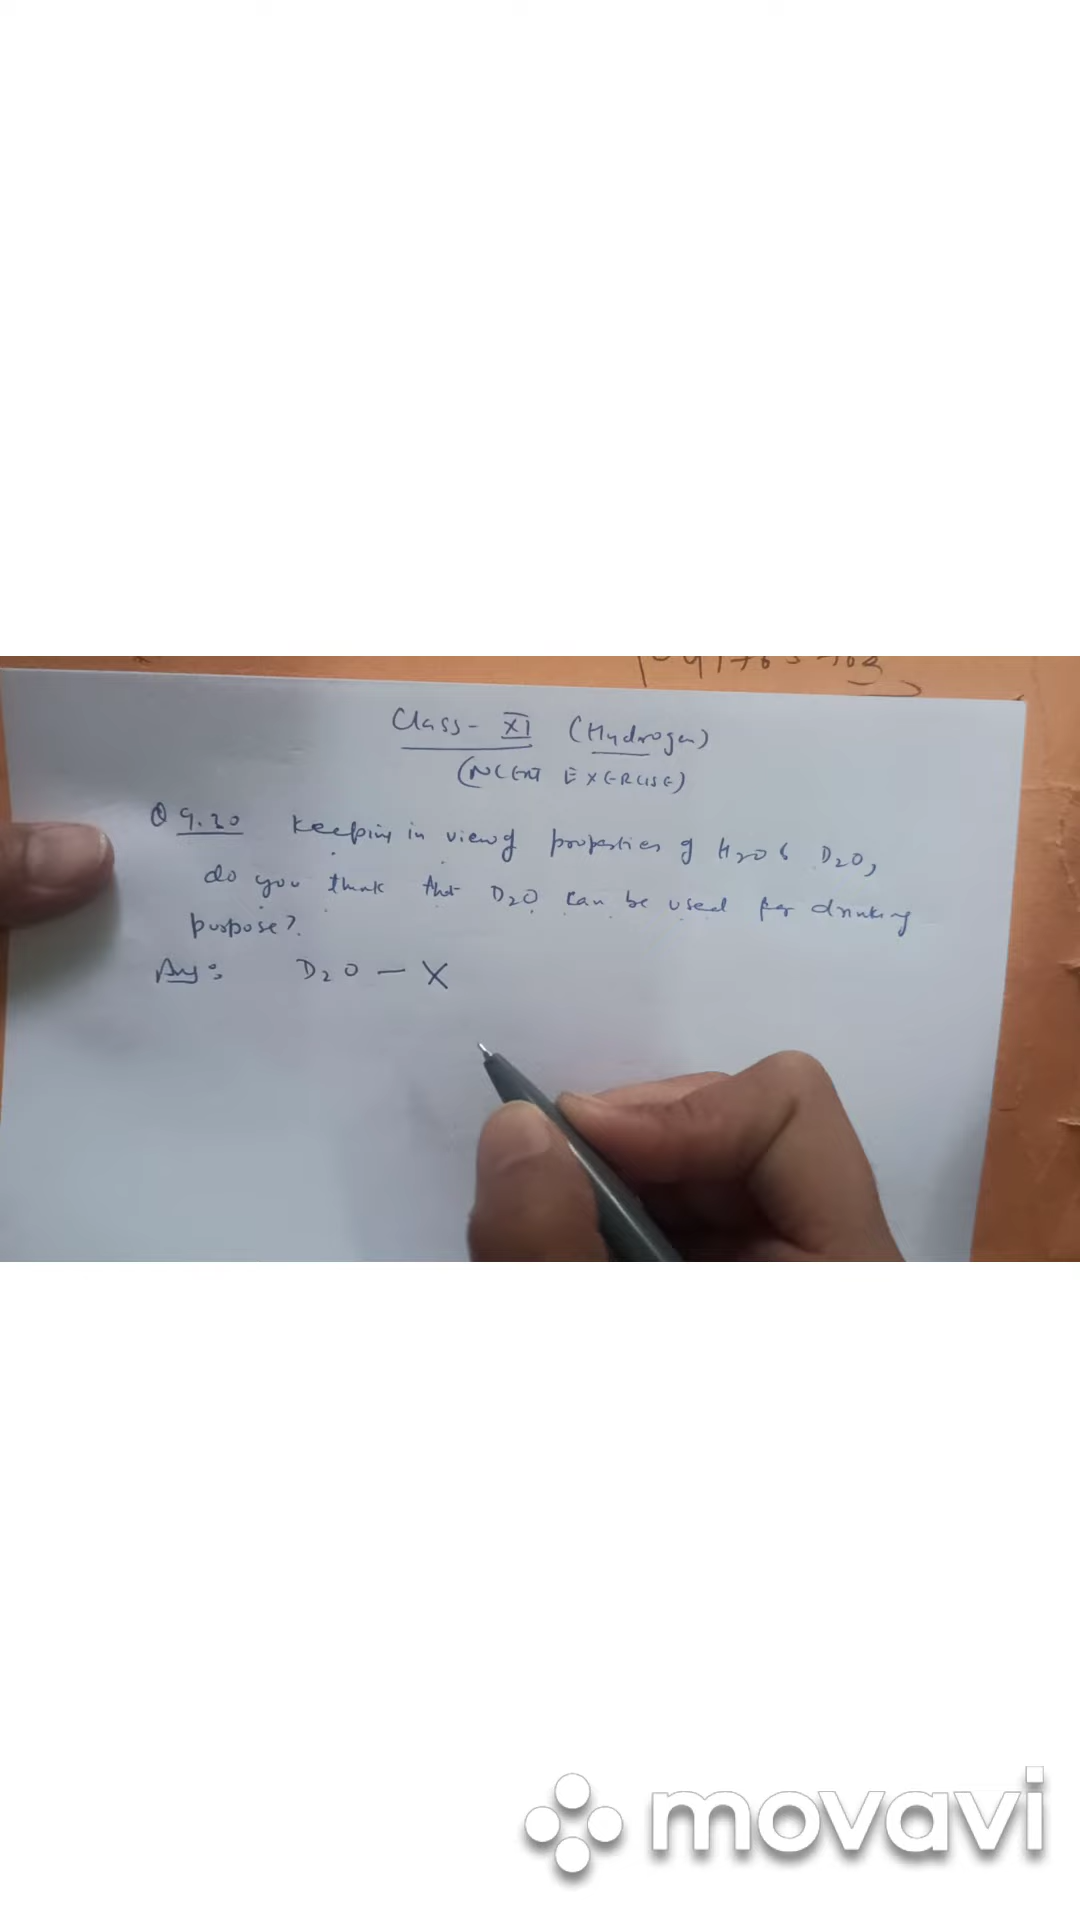 Class - XI (Hydrogen)
(NCERT EXERCISE)
Q 9.30 Keeping in view of properties of H2O & D2O,
do you think that D2O can be used for drinking
purpose?
Ans: D2O — X
movavi